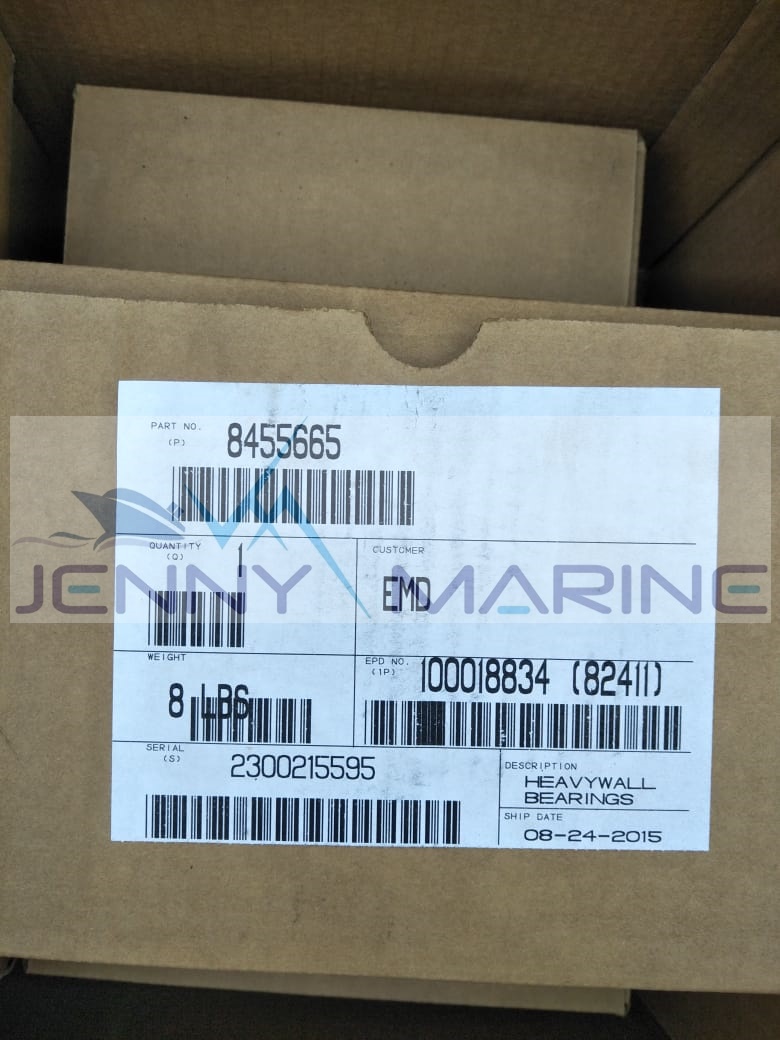 PART NO.
(P)
8455665
QUANTITY
(Q)
1
CUSTOMER
EMD
JENNY MARINE
WEIGHT
8 LBS
EPD NO.
(1P)
100018834 (82411)
SERIAL
(S)
2300215595
DESCRIPTION
HEAVYWALL
BEARINGS
SHIP DATE
08-24-2015